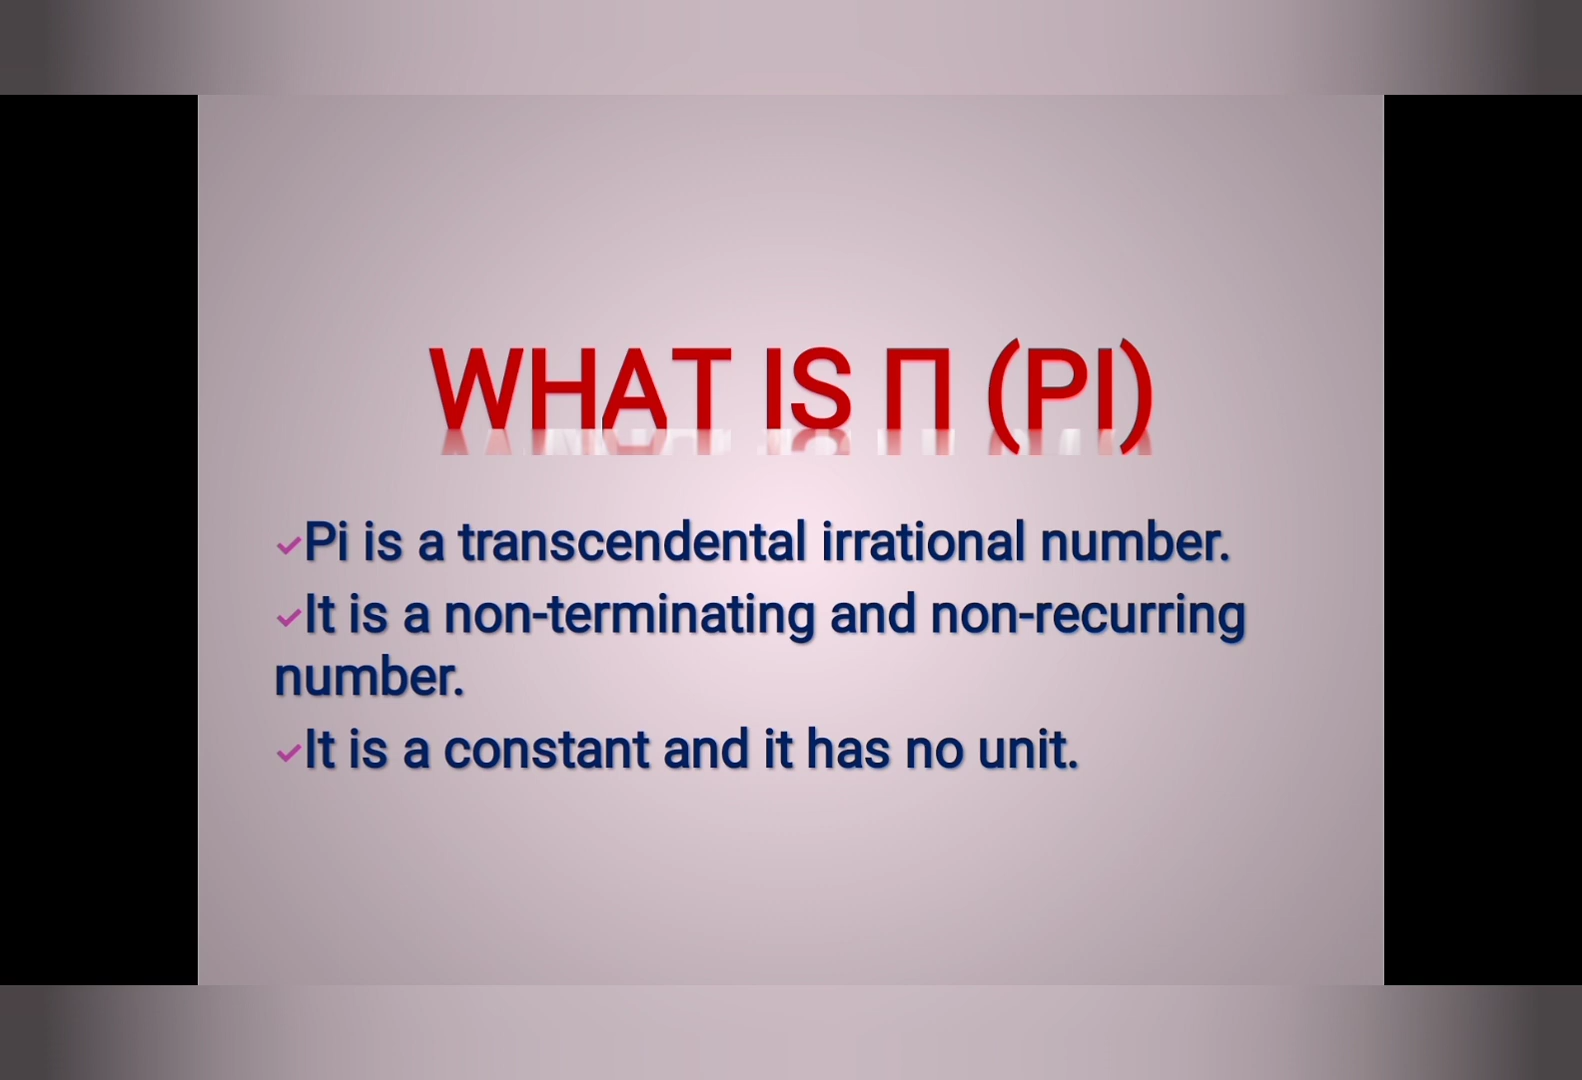 WHAT IS Π (PI)
✓Pi is a transcendental irrational number.
✓It is a non-terminating and non-recurring
number.
✓It is a constant and it has no unit.